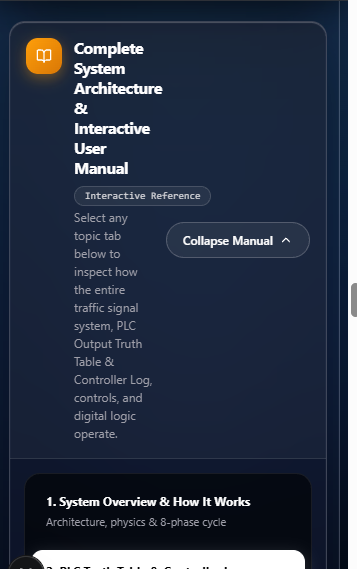 Complete
System
Architecture
&
Interactive
User
Manual
Interactive Reference
Select any
topic tab
below to
inspect how
the entire
traffic signal
system, PLC
Output Truth
Table &
Controller Log,
controls, and
digital logic
operate.
Collapse Manual
1. System Overview & How It Works
Architecture, physics & 8-phase cycle